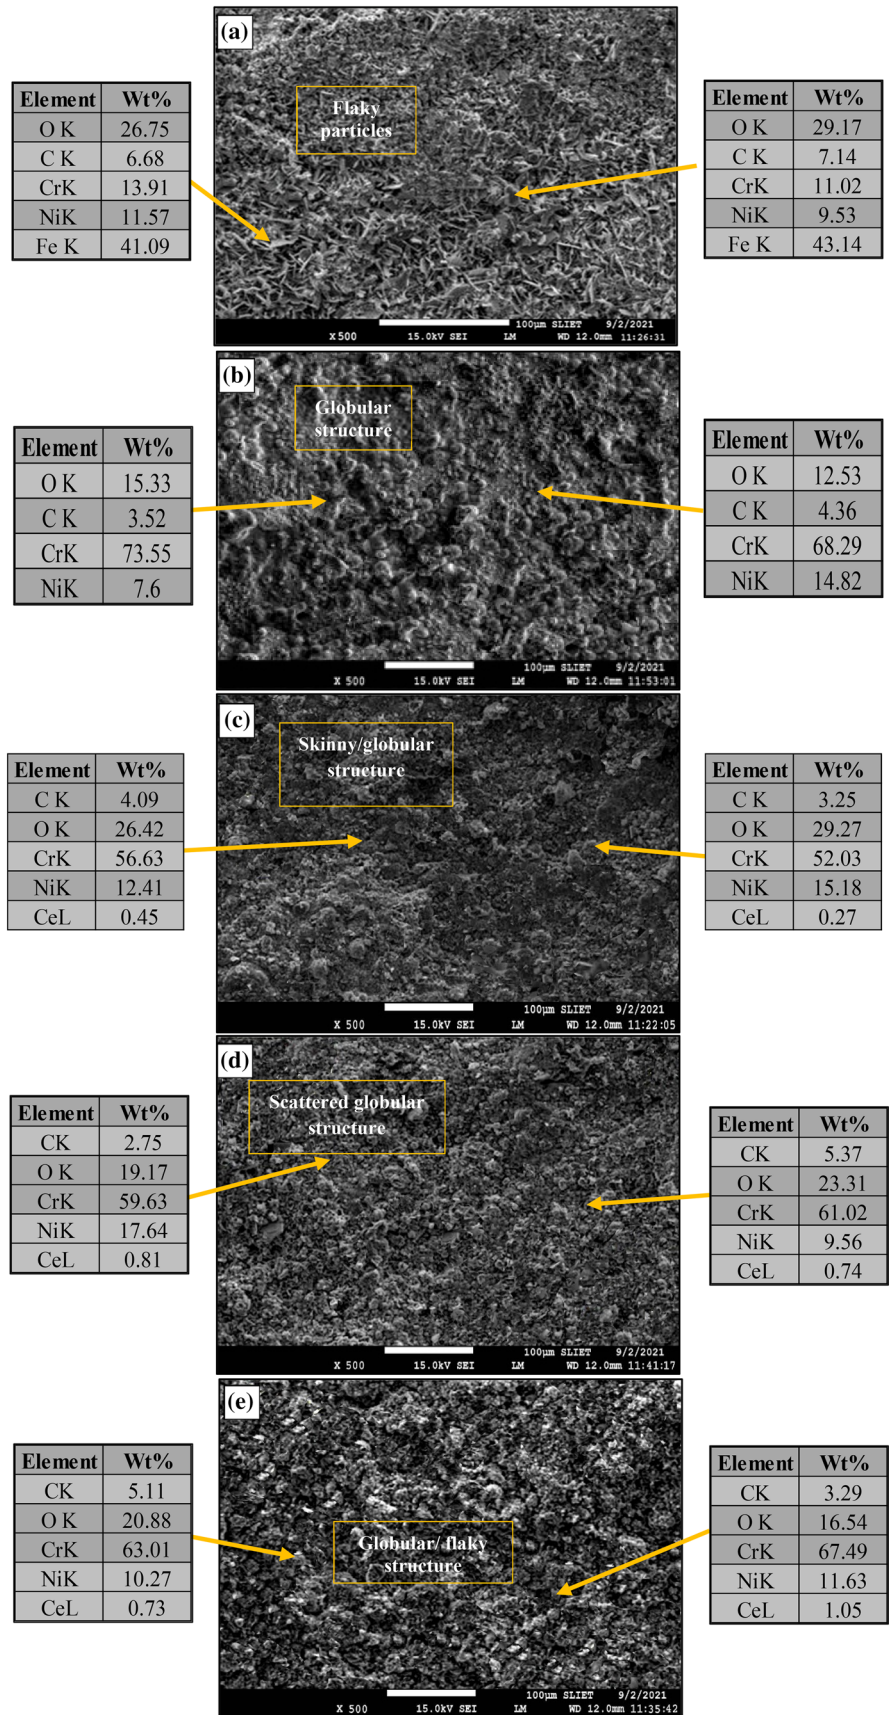 (a)
Flaky
particles
Element Wt%
O K 26.75
C K 6.68
CrK 13.91
NiK 11.57
Fe K 41.09
Element Wt%
O K 29.17
C K 7.14
CrK 11.02
NiK 9.53
Fe K 43.14
100µm SLIET 9/2/2021
X 500 15.0kV SEI LM WD 12.0mm 11:26:31
(b)
Globular
structure
Element Wt%
O K 15.33
C K 3.52
CrK 73.55
NiK 7.6
Element Wt%
O K 12.53
C K 4.36
CrK 68.29
NiK 14.82
100µm SLIET 9/2/2021
X 500 15.0kV SEI LM WD 12.0mm 11:53:01
(c)
Skinny/globular
strueture
Element Wt%
C K 4.09
O K 26.42
CrK 56.63
NiK 12.41
CeL 0.45
Element Wt%
C K 3.25
O K 29.27
CrK 52.03
NiK 15.18
CeL 0.27
100µm SLIET 9/2/2021
X 500 15.0kV SEI LM WD 12.0mm 11:22:05
(d)
Scattered globular
structure
Element Wt%
CK 2.75
O K 19.17
CrK 59.63
NiK 17.64
CeL 0.81
Element Wt%
CK 5.37
O K 23.31
CrK 61.02
NiK 9.56
CeL 0.74
100µm SLIET 9/2/2021
X 500 15.0kV SEI LM WD 12.0mm 11:41:17
(e)
Globular/ flaky
structure
Element Wt%
CK 5.11
O K 20.88
CrK 63.01
NiK 10.27
CeL 0.73
Element Wt%
CK 3.29
O K 16.54
CrK 67.49
NiK 11.63
CeL 1.05
100µm SLIET 9/2/2021
X 500 15.0kV SEI LM WD 12.0mm 11:35:42